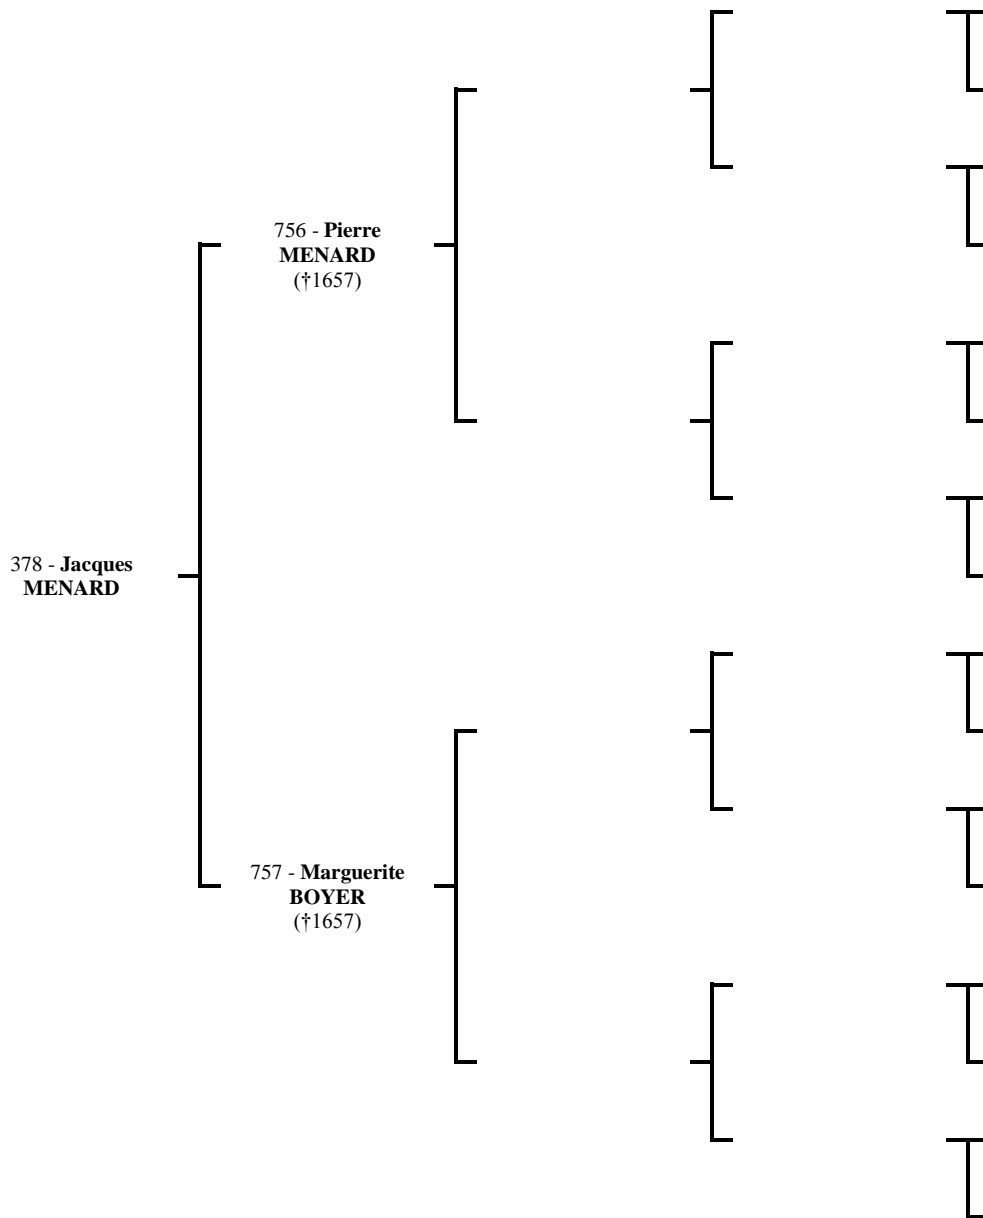 756 - Pierre
MENARD
(†1657)
378 - Jacques
MENARD
757 - Marguerite
BOYER
(†1657)